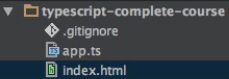 typescript-complete-course
.gitignore
app.ts
index.html